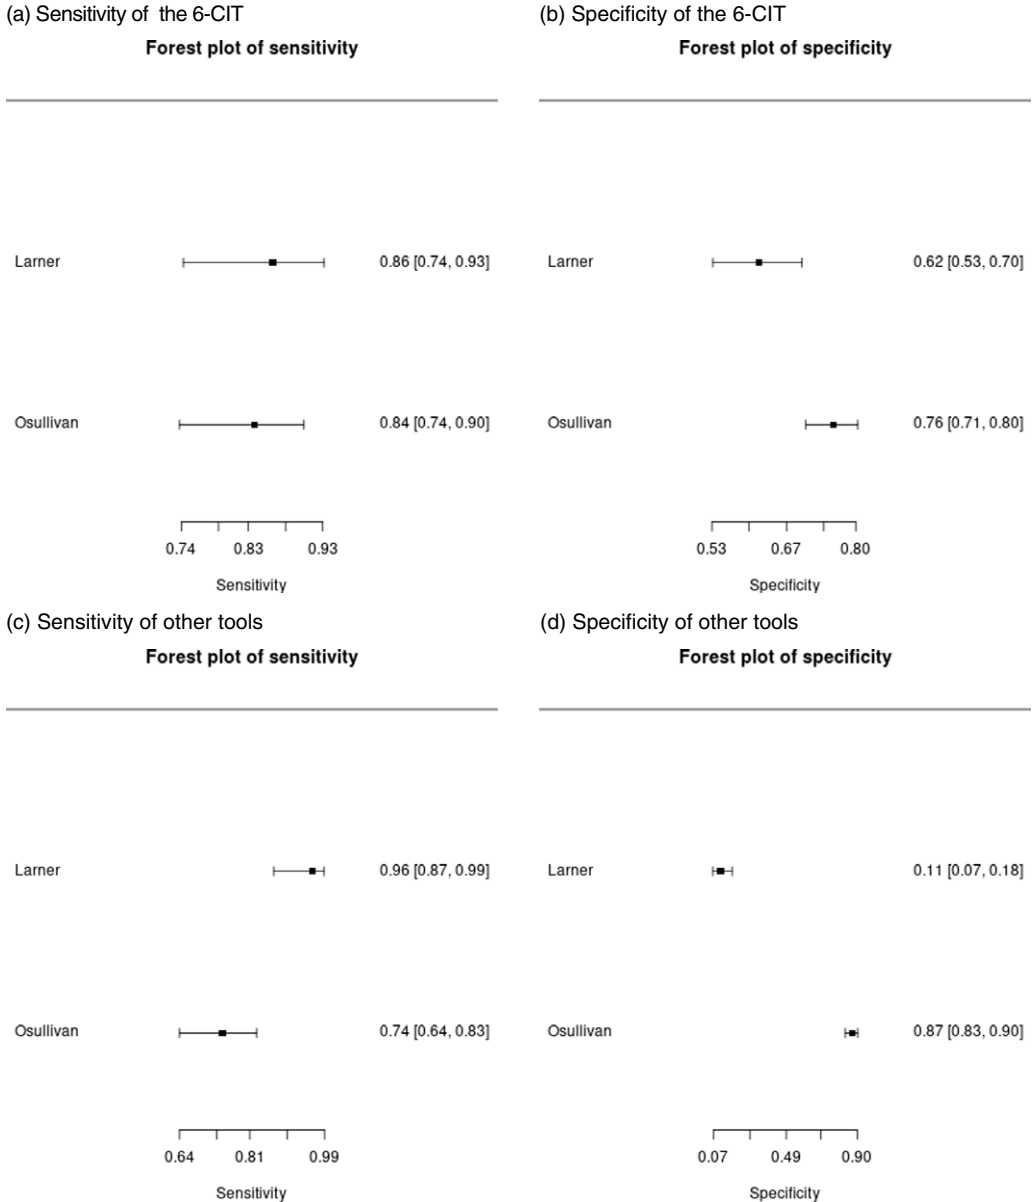 (a) Sensitivity of the 6-CIT
Forest plot of sensitivity
Larner 0.86 [0.74, 0.93]
Osullivan 0.84 [0.74, 0.90]
0.74 0.83 0.93
Sensitivity
(b) Specificity of the 6-CIT
Forest plot of specificity
Larner 0.62 [0.53, 0.70]
Osullivan 0.76 [0.71, 0.80]
0.53 0.67 0.80
Specificity
(c) Sensitivity of other tools
Forest plot of sensitivity
Larner 0.96 [0.87, 0.99]
Osullivan 0.74 [0.64, 0.83]
0.64 0.81 0.99
Sensitivity
(d) Specificity of other tools
Forest plot of specificity
Larner 0.11 [0.07, 0.18]
Osullivan 0.87 [0.83, 0.90]
0.07 0.49 0.90
Specificity